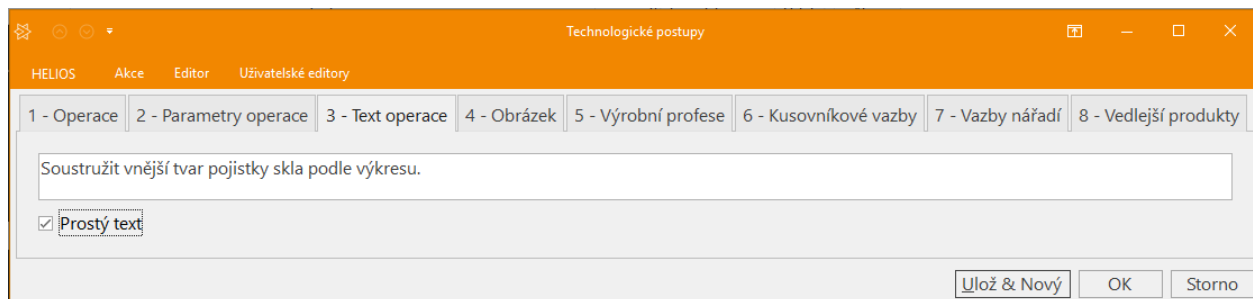 Technologické postupy
HELIOS Akce Editor Uživatelské editory
1 - Operace 2 - Parametry operace 3 - Text operace 4 - Obrázek 5 - Výrobní profese 6 - Kusovníkové vazby 7 - Vazby nářadí 8 - Vedlejší produkty
Soustružit vnější tvar pojistky skla podle výkresu.
Prostý text
Ulož & Nový OK Storno